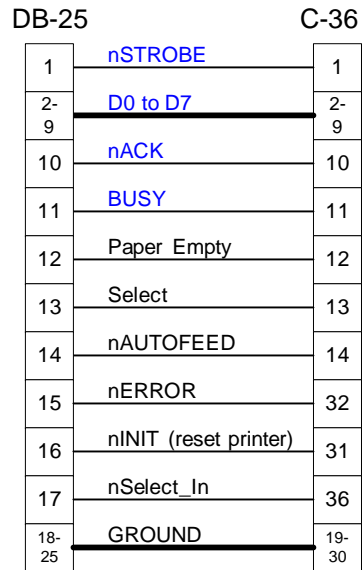 DB-25 C-36
1 nSTROBE 1
2- D0 to D7 2-
9 9
10 nACK 10
11 BUSY 11
12 Paper Empty 12
13 Select 13
14 nAUTOFEED 14
15 nERROR 32
16 nINIT (reset printer) 31
17 nSelect_In 36
18- GROUND 19-
25 30